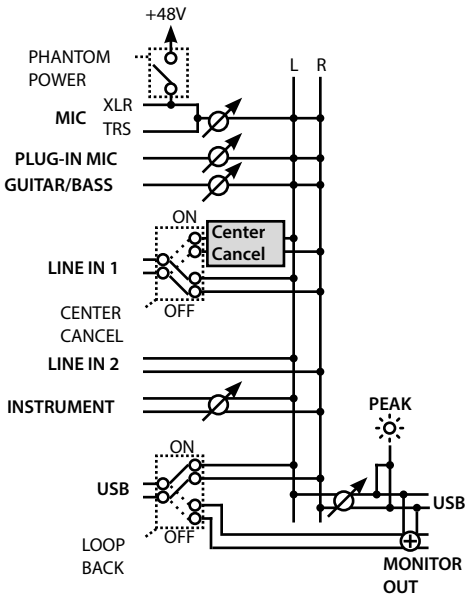 +48V
PHANTOM
POWER
L R
MIC
XLR
TRS
PLUG-IN MIC
GUITAR/BASS
ON
Center
Cancel
LINE IN 1
OFF
CENTER
CANCEL
LINE IN 2
INSTRUMENT
PEAK
ON
USB
USB
OFF
LOOP
BACK
MONITOR
OUT